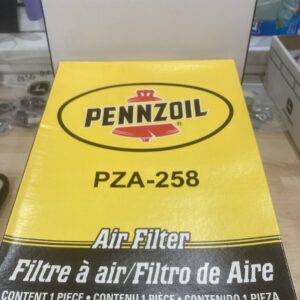 PENNZOIL
®
PZA-258
Air Filter
Filtre à air/Filtro de Aire
CONTENT 1 PIECE • CONTENU 1 PIÈCE • CONTENIDO 1 PIEZA